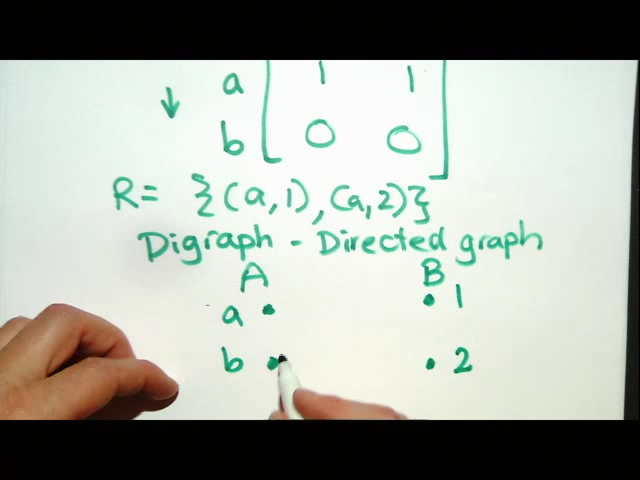 a [ 1 1 ]
↓ b [ 0 0 ]
R= {(a,1), (a,2)}
Digraph - Directed graph
A B
a • • 1
b • • 2